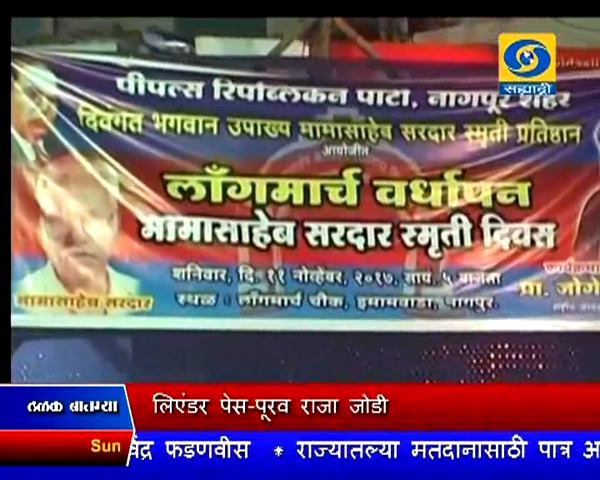 सह्याद्री
पीपल्स रिपब्लिकन पार्टी, नागपूर शहर
दिवंगत भगवान उपाख्य मामासाहेब सरदार स्मृती प्रतिष्ठान
आयोजीत
लाँगमार्च वर्धापन
मामासाहेब सरदार स्मृती दिवस
शनिवार, दि. ११ नोव्हेंबर, २०१७, सायं. ५ वाजता
स्थळ : लाँगमार्च चौक, इमामवाडा, नागपूर.
मामासाहेब सरदार
प्रा. जोगे
ठळक बातम्या
लिएंडर पेस-पूरव राजा जोडी
Sun
वेंद्र फडणवीस * राज्यातल्या मतदानासाठी पात्र अ